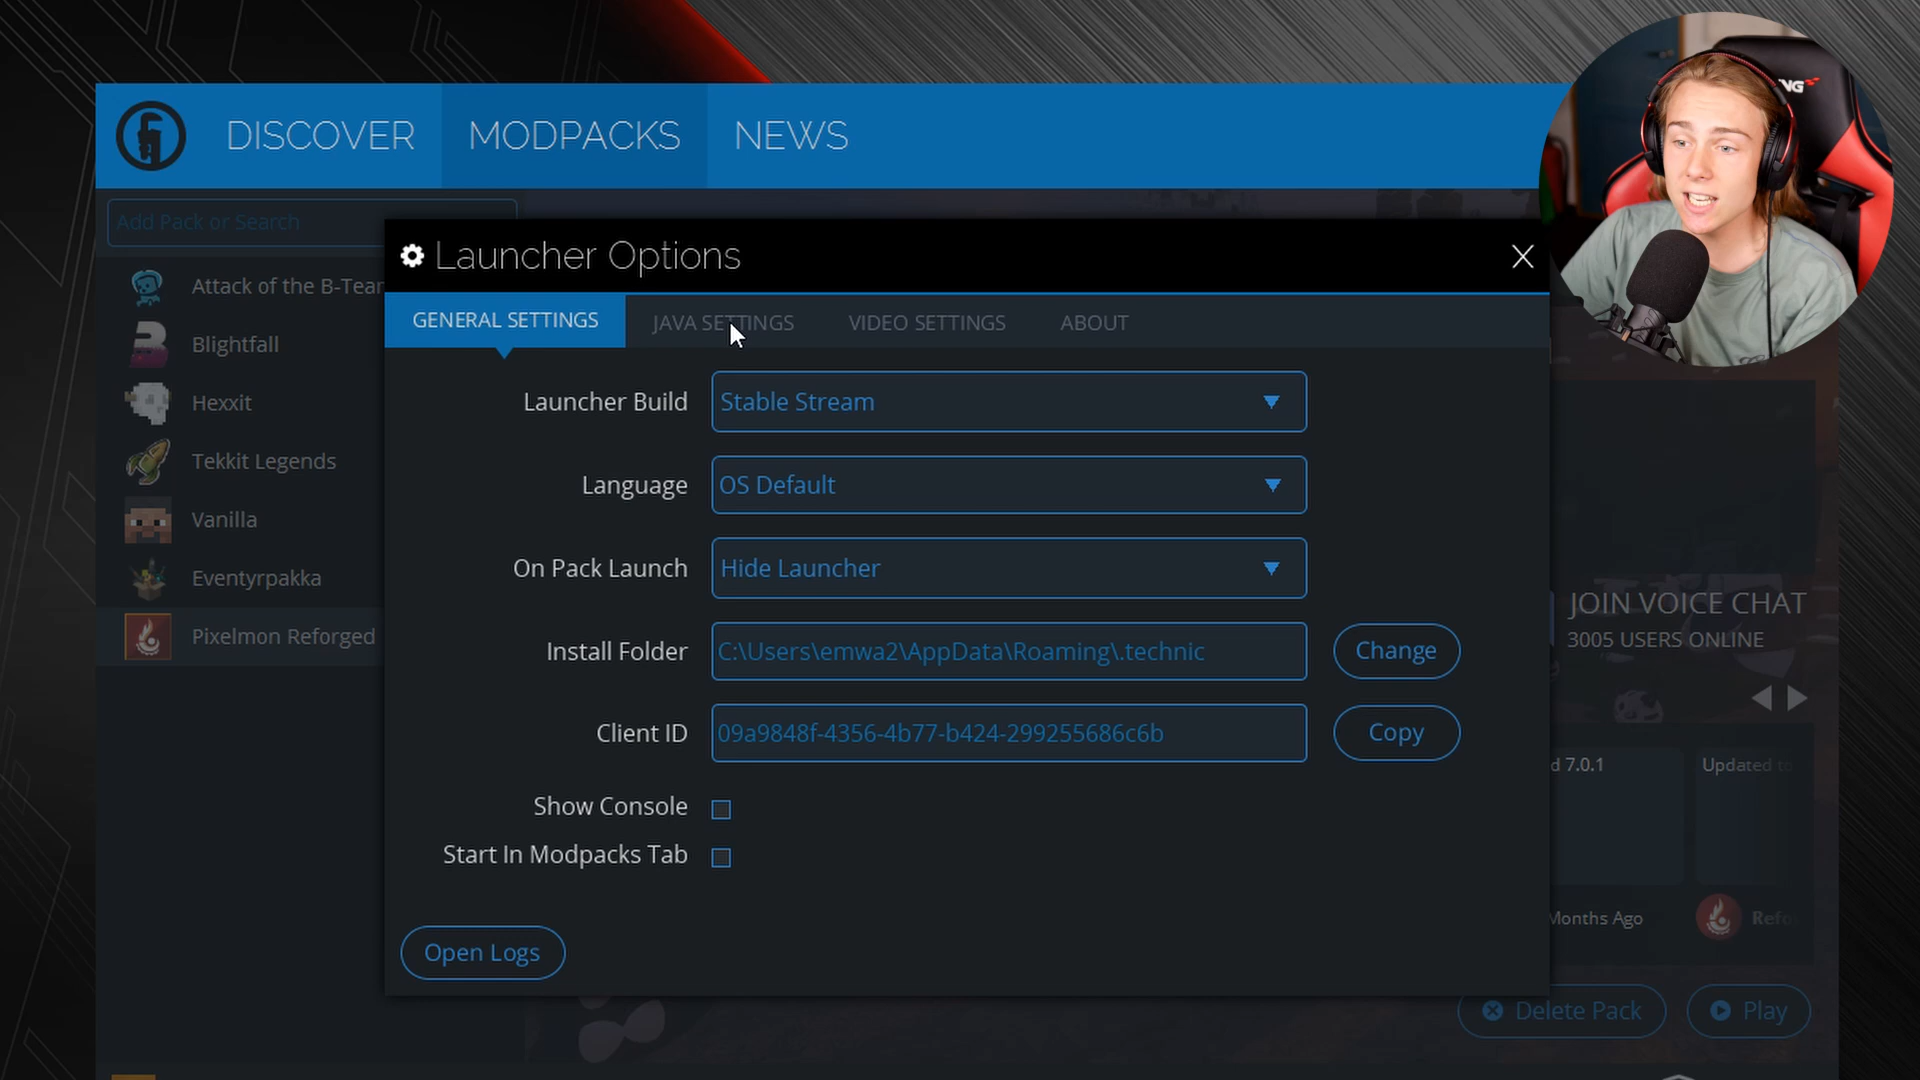 DISCOVER
MODPACKS
NEWS
Add Pack or Search
Attack of the B-Tear
Blightfall
Hexxit
Tekkit Legends
Vanilla
Eventyrpakka
Pixelmon Reforged
Launcher Options
X
GENERAL SETTINGS
JAVA SETTINGS
VIDEO SETTINGS
ABOUT
Launcher Build
Stable Stream
Language
OS Default
On Pack Launch
Hide Launcher
Install Folder
C:\Users\emwa2\AppData\Roaming\.technic
Change
Client ID
09a9848f-4356-4b77-b424-299255686c6b
Copy
Show Console
Start In Modpacks Tab
Open Logs
JOIN VOICE CHAT
3005 USERS ONLINE
d 7.0.1
Updated to
Months Ago
Refo
Delete Pack
Play
NG